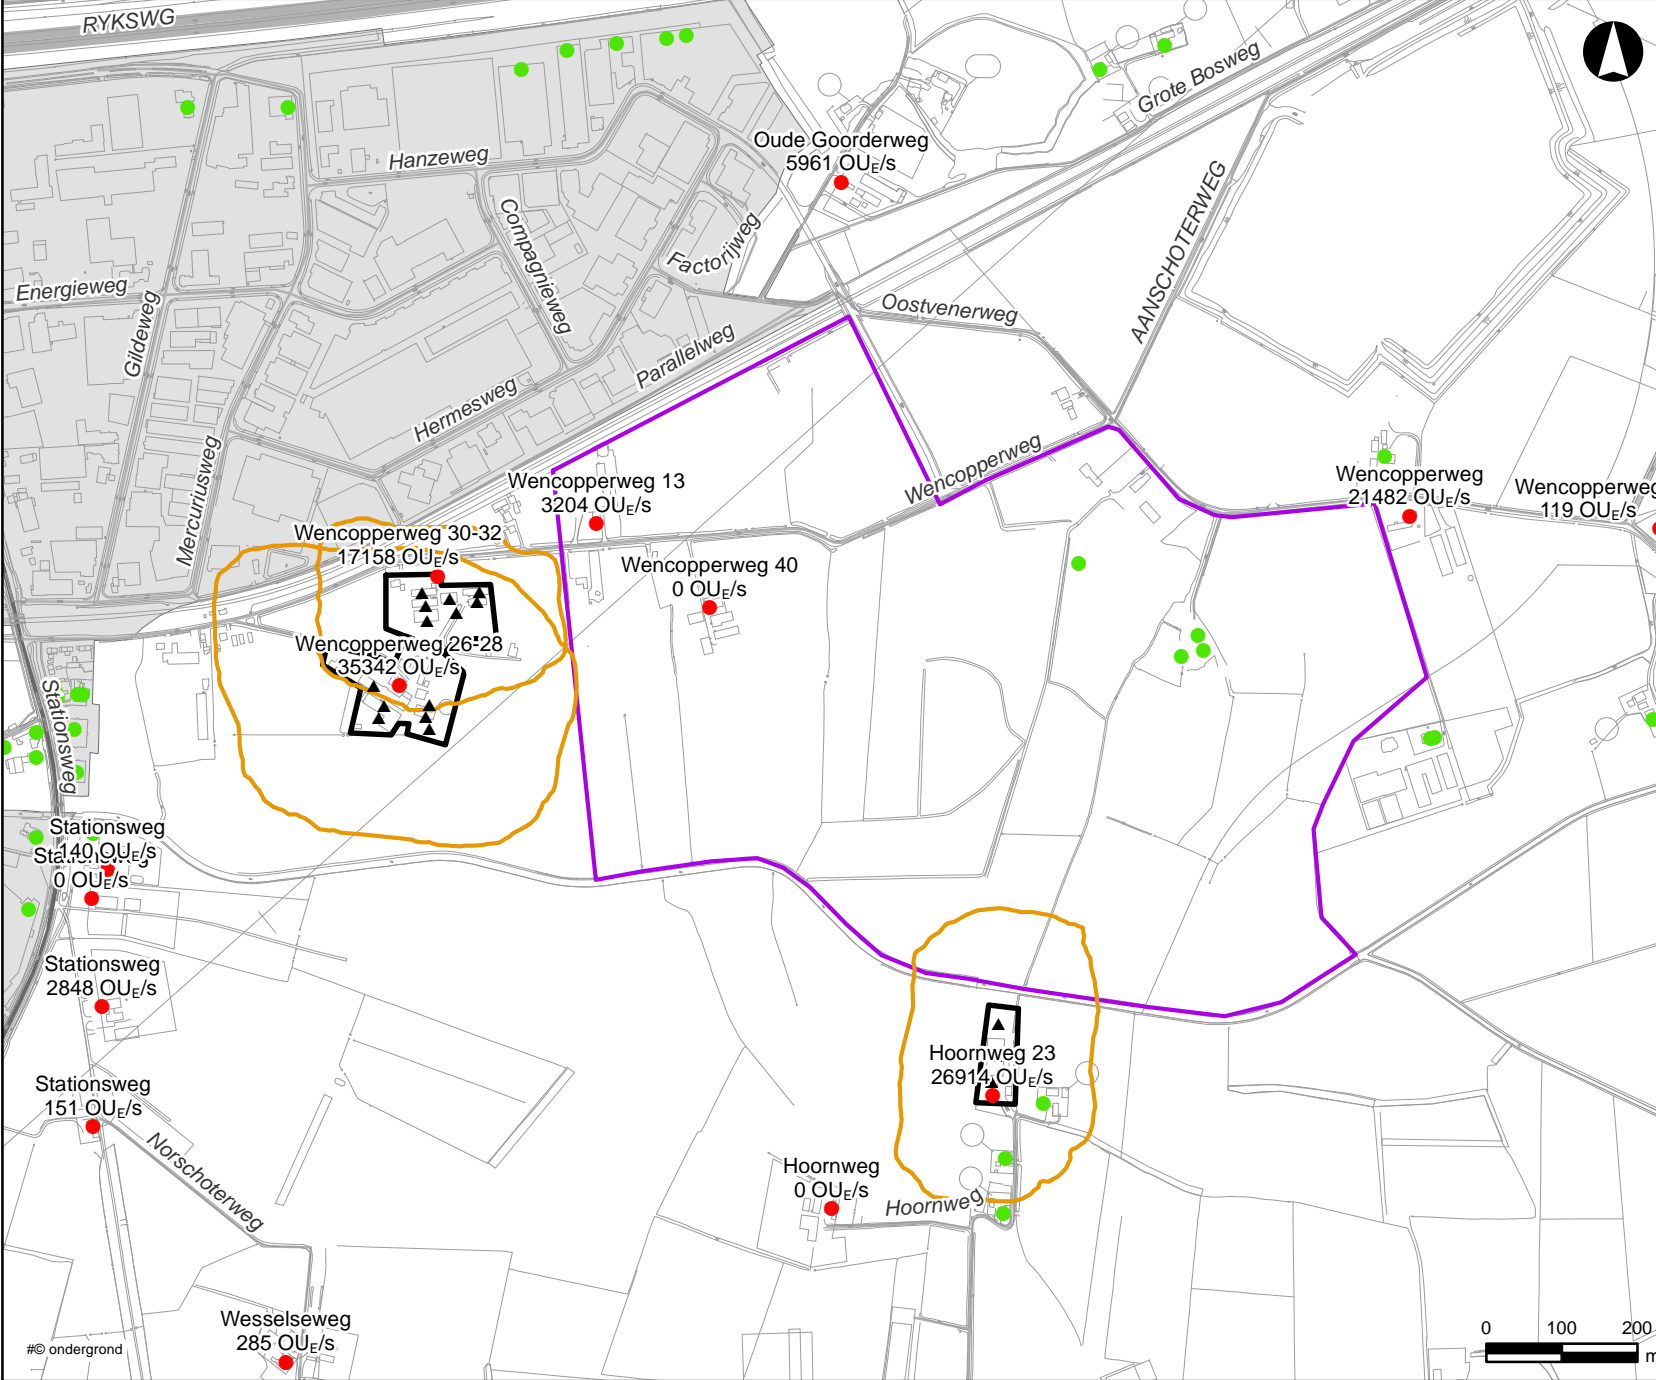 RYKSWG
Grote Bosweg
Oude Goorderweg
5961 OUE/s
Hanzeweg
Compagnieweg
Factorijweg
AANSCHOTERWEG
Energieweg
Gildeweg
Oostvenerweg
Parallelweg
Hermesweg
Mercuriusweg
Wencopperweg
Wencopperweg 13
3204 OUE/s
Wencopperweg
21482 OUE/s
Wencopperweg
119 OUE/s
Wencopperweg 30-32
17158 OUE/s
Wencopperweg 40
0 OUE/s
Wencopperweg 26-28
35342 OUE/s
Stationsweg
Stationsweg
140 OUE/s
Stationsweg
0 OUE/s
Stationsweg
2848 OUE/s
Hoornweg 23
26914 OUE/s
Stationsweg
151 OUE/s
Norschoterweg
Hoornweg
0 OUE/s
Hoornweg
Wesselseweg
285 OUE/s
#© ondergrond
0 100 200
m